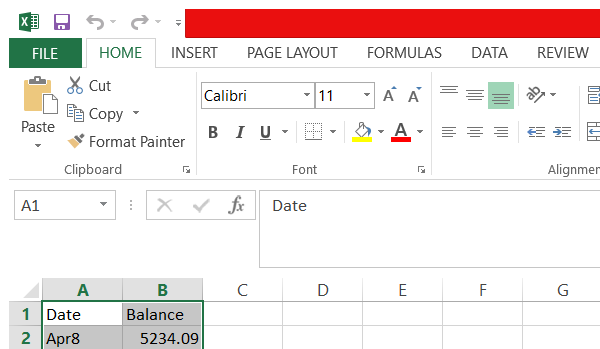 FILE HOME INSERT PAGE LAYOUT FORMULAS DATA REVIEW
Cut
Copy
Format Painter
Paste
Clipboard
Calibri 11 A A
B I U A
Font
Alignmen
A1 fx Date
A B C D E F G
1 Date Balance
2 Apr8 5234.09